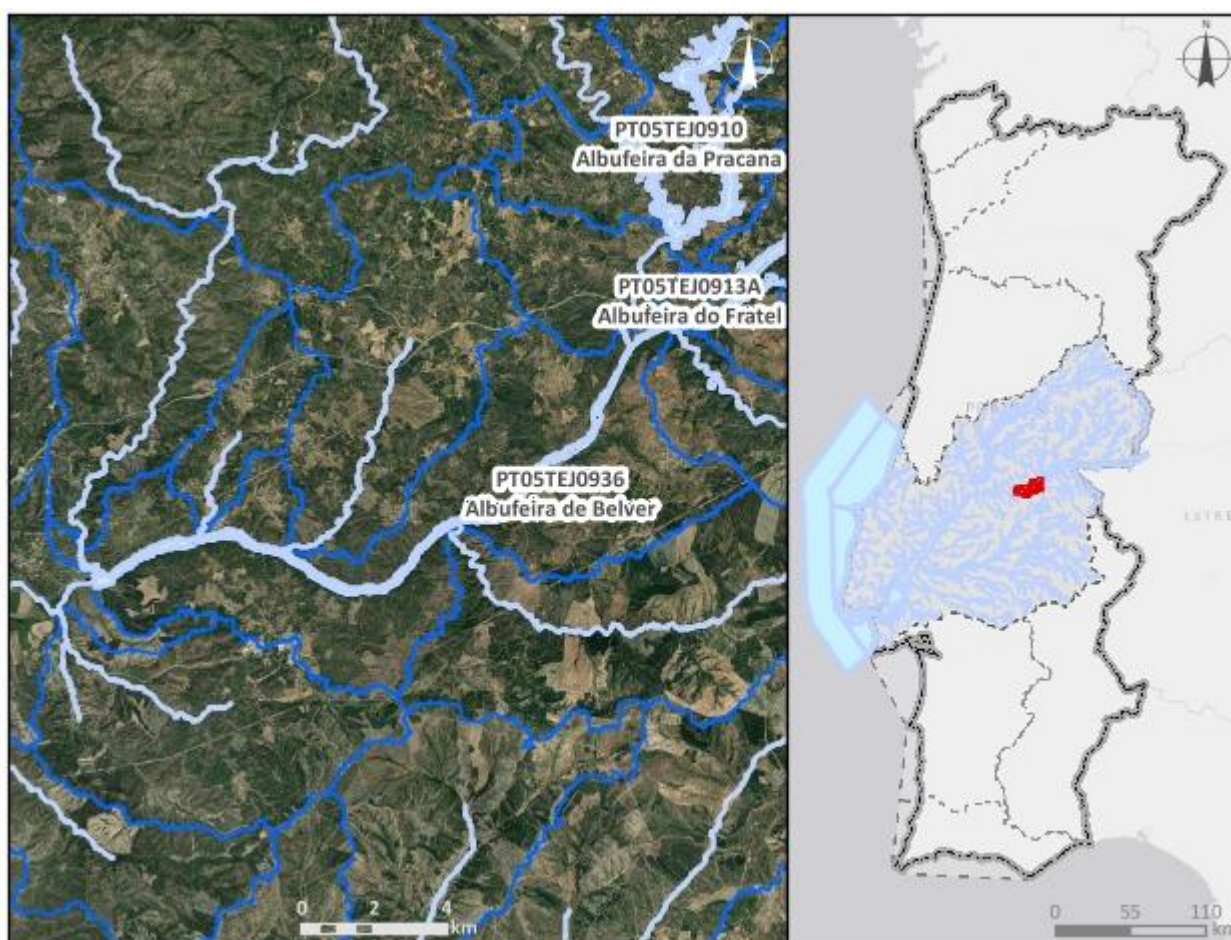 PT05TEJ0910
Albufeira da Pracana
PT05TEJ0913A
Albufeira do Fratel
PT05TEJ0936
Albufeira de Belver
0 2 4
km
N
0 55 110